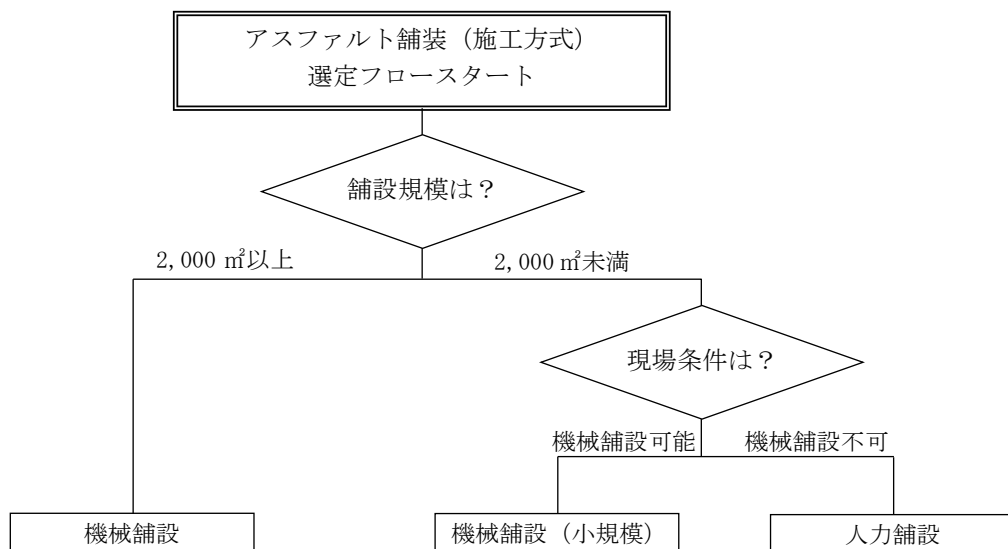 アスファルト舗装（施工方式）
選定フロースタート
舗設規模は？
2,000 ㎡以上
2,000 ㎡未満
現場条件は？
機械舗設可能
機械舗設不可
機械舗設
機械舗設（小規模）
人力舗設